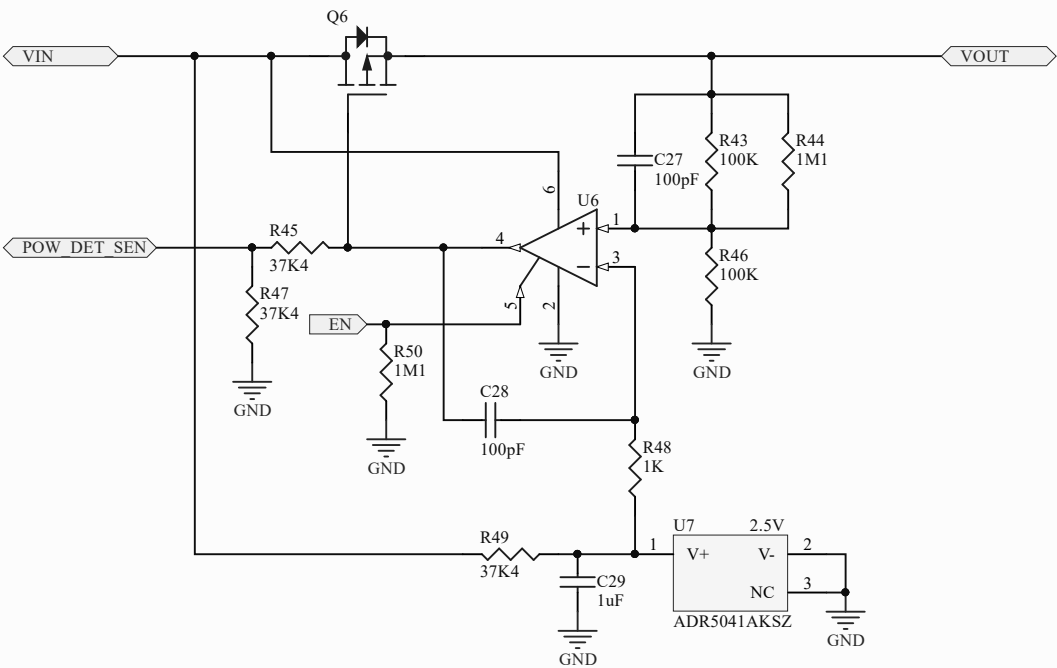 Q6
VIN
VOUT
R43
100K
R44
1M1
C27
100pF
6
U6
1
+
4
3
−
POW_DET_SEN
R45
37K4
R46
100K
R47
37K4
5
2
EN
GND
GND
R50
1M1
GND
C28
100pF
GND
R48
1K
U7
2.5V
R49
37K4
1
V+
V-
2
C29
1uF
NC
3
ADR5041AKSZ
GND
GND